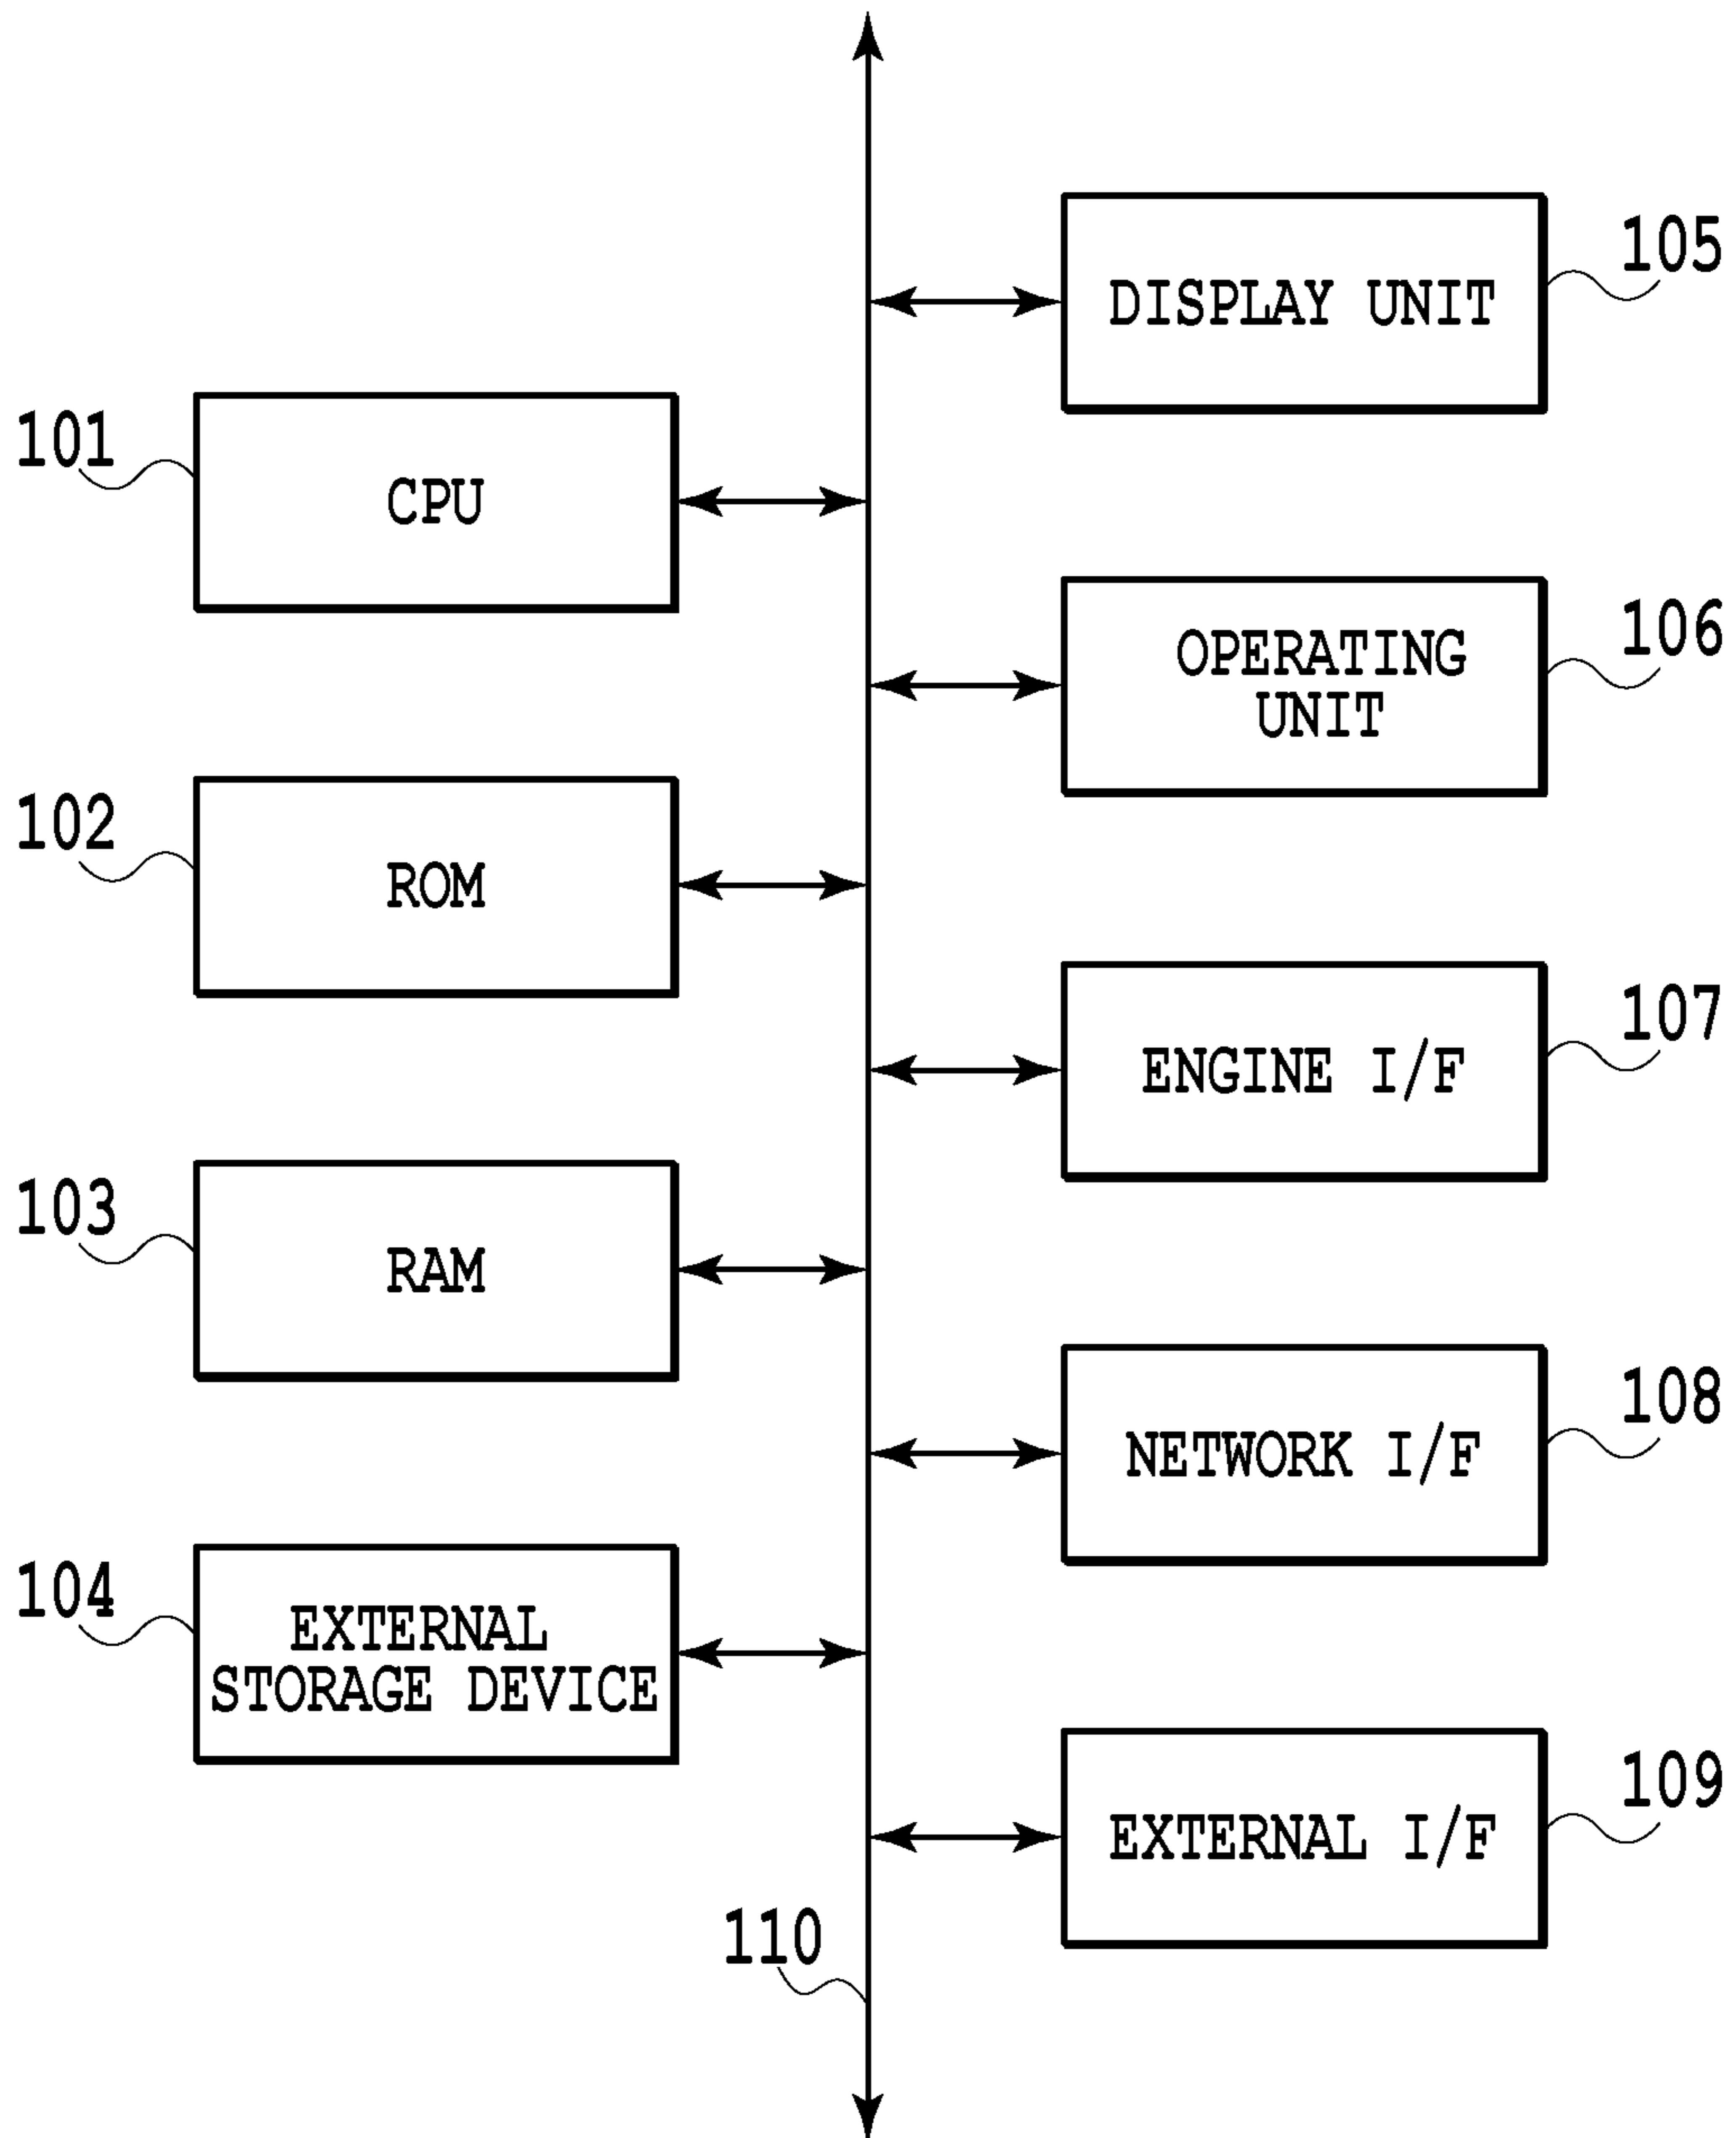 105
DISPLAY UNIT
101
CPU
106
OPERATING
UNIT
102
ROM
107
ENGINE I/F
103
RAM
108
NETWORK I/F
104
EXTERNAL
STORAGE DEVICE
109
EXTERNAL I/F
110